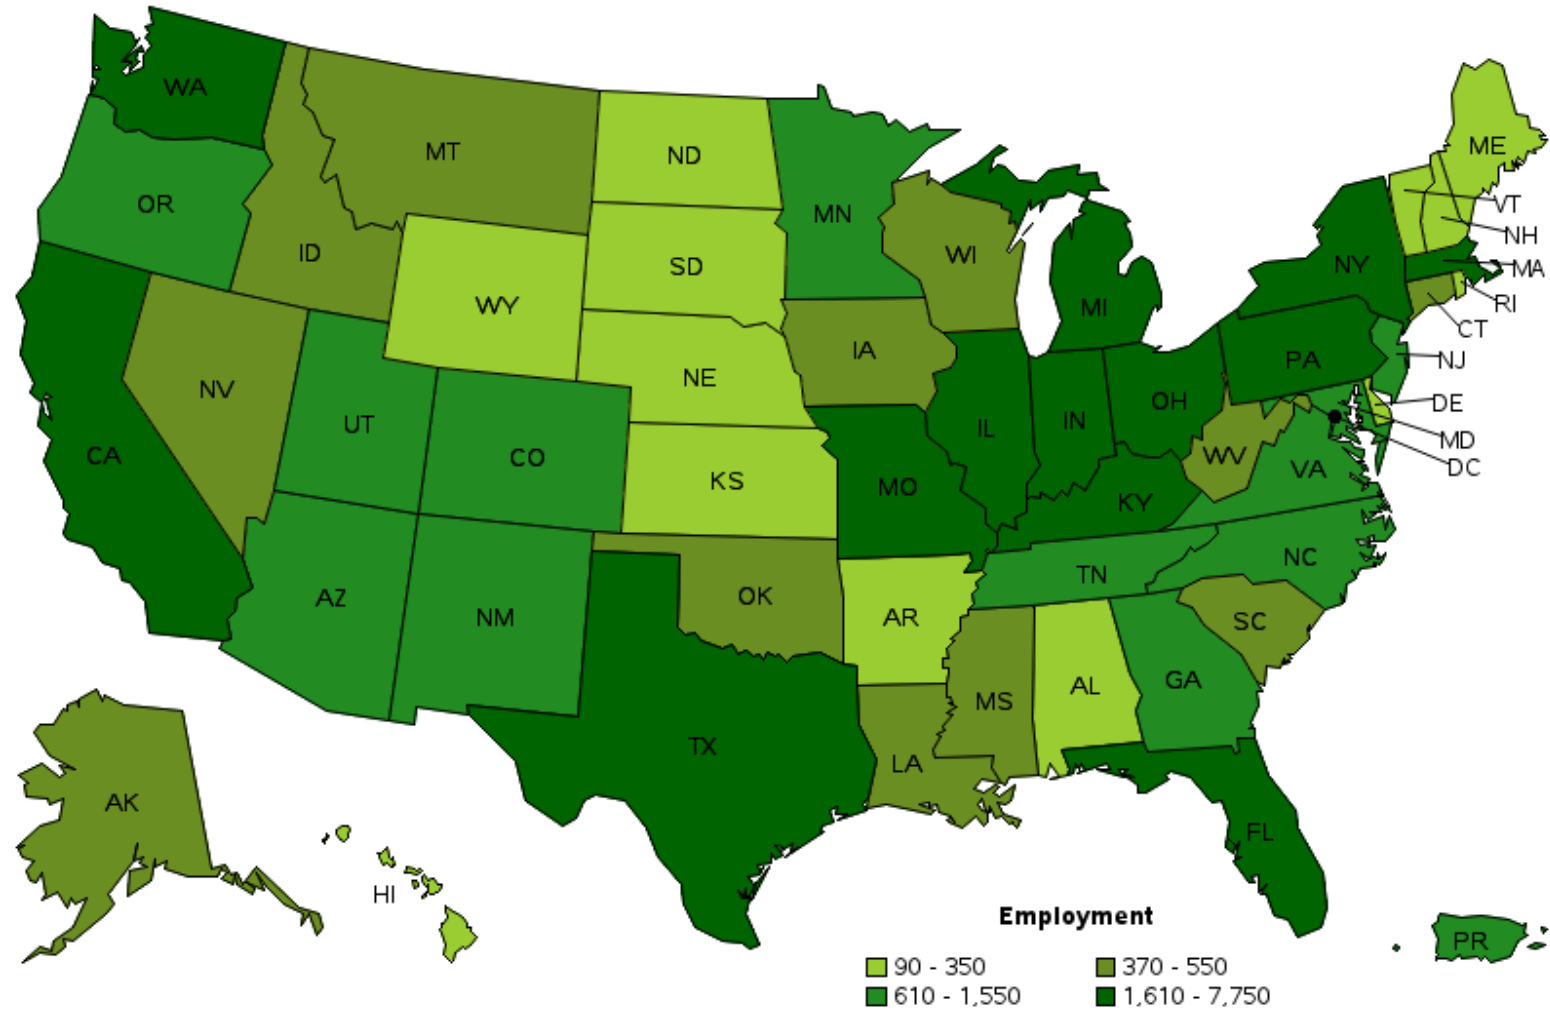 WA
ME
MT
ND
VT
OR
MN
NH
ID
WI
NY
MA
SD
WY
MI
RI
CT
IA
PA
NJ
NE
NV
OH
DE
UT
IL
IN
MD
CA
CO
WV
VA
DC
KS
MO
KY
NC
TN
AZ
OK
NM
AR
SC
AL
GA
MS
TX
LA
AK
FL
HI
PR
Employment
90 - 350
370 - 550
610 - 1,550
1,610 - 7,750